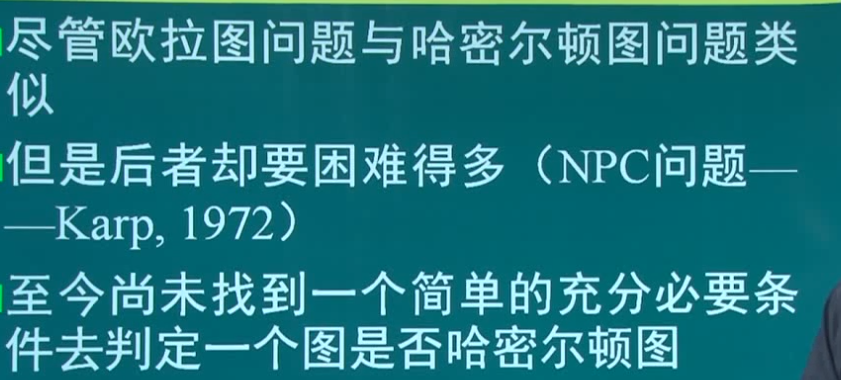 尽管欧拉图问题与哈密尔顿图问题类
似
但是后者却要困难得多（NPC问题—
—Karp, 1972）
至今尚未找到一个简单的充分必要条
件去判定一个图是否哈密尔顿图